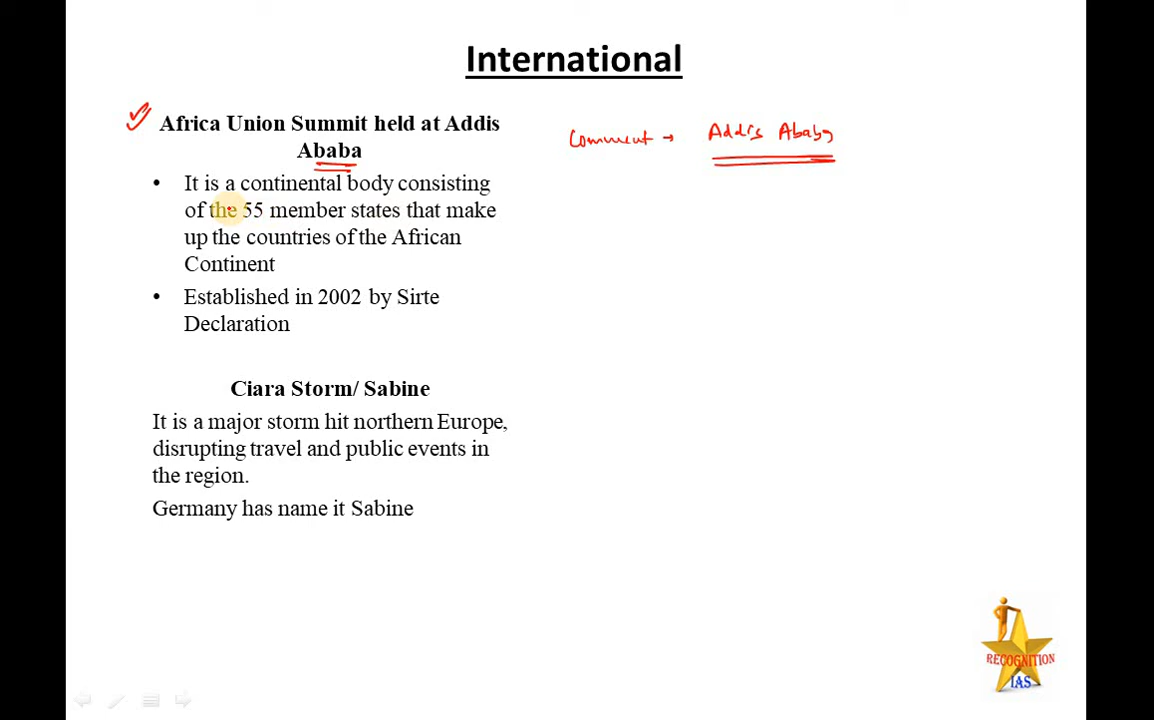 International
Africa Union Summit held at Addis
Ababa
Comment → Addis Ababa
• It is a continental body consisting
of the 55 member states that make
up the countries of the African
Continent
• Established in 2002 by Sirte
Declaration
Ciara Storm/ Sabine
It is a major storm hit northern Europe,
disrupting travel and public events in
the region.
Germany has name it Sabine
RECOGNITION
IAS